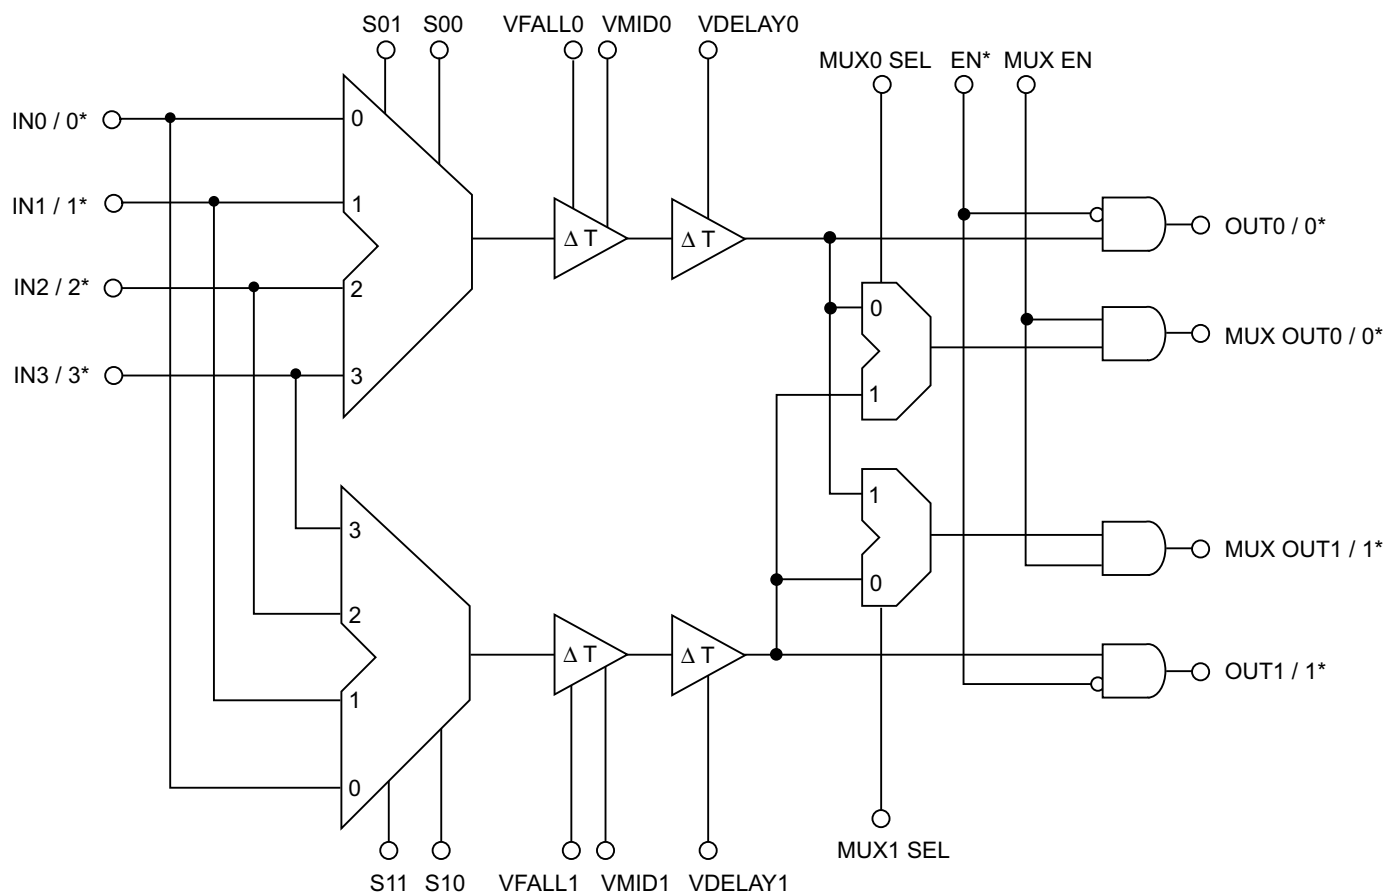 S01 S00 VFALL0 VMID0 VDELAY0
MUX0 SEL EN* MUX EN
IN0 / 0* 0
IN1 / 1* 1
Δ T Δ T OUT0 / 0*
IN2 / 2* 2
0
MUX OUT0 / 0*
IN3 / 3* 3
1
1
3
MUX OUT1 / 1*
0
2
Δ T Δ T OUT1 / 1*
1
0
MUX1 SEL
S11 S10 VFALL1 VMID1 VDELAY1